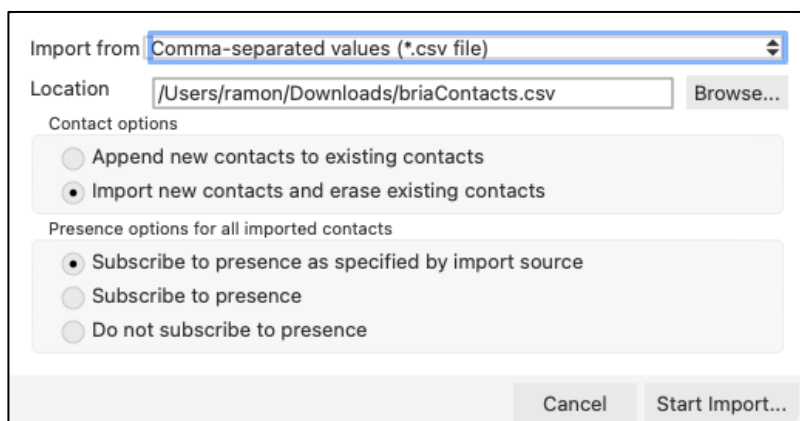 Import from Comma-separated values (*.csv file)
Location /Users/ramon/Downloads/briaContacts.csv Browse...
Contact options
Append new contacts to existing contacts
Import new contacts and erase existing contacts
Presence options for all imported contacts
Subscribe to presence as specified by import source
Subscribe to presence
Do not subscribe to presence
Cancel Start Import...